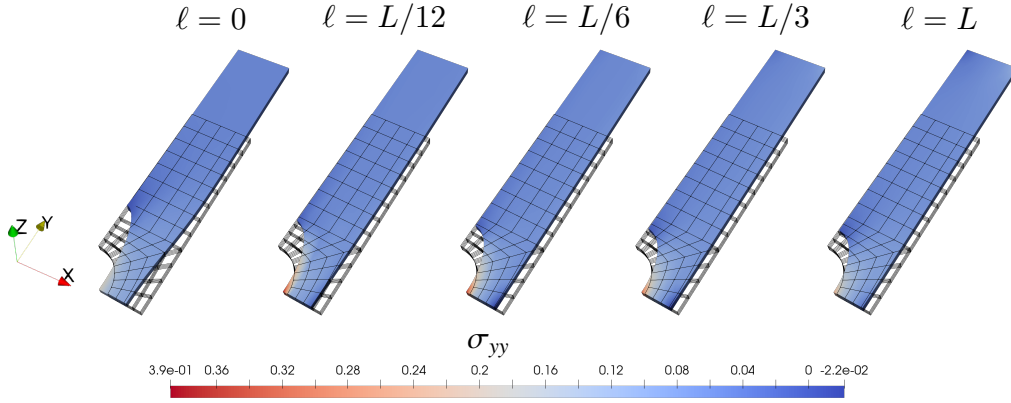 ℓ = 0 ℓ = L/12 ℓ = L/6 ℓ = L/3 ℓ = L
Z Y
X
σyy
3.9e-01 0.36 0.32 0.28 0.24 0.2 0.16 0.12 0.08 0.04 0 -2.2e-02